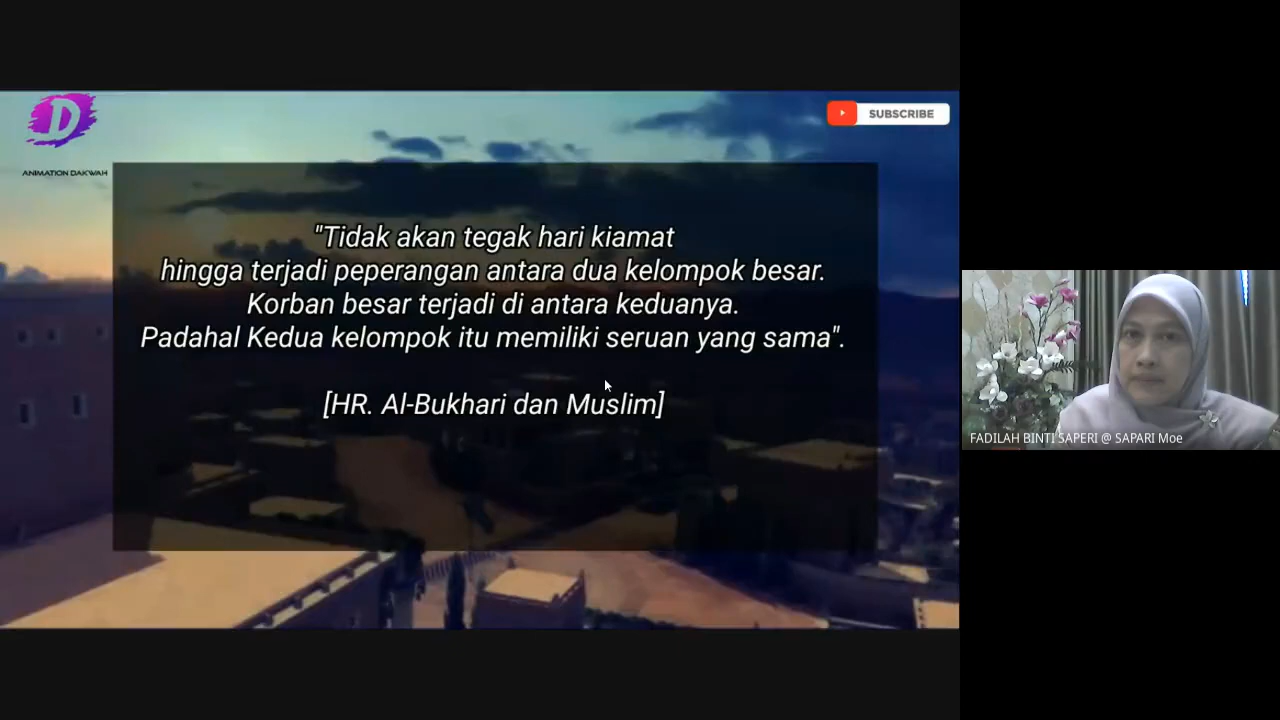 D
ANIMATION DAKWAH
SUBSCRIBE
"Tidak akan tegak hari kiamat
hingga terjadi peperangan antara dua kelompok besar.
Korban besar terjadi di antara keduanya.
Padahal Kedua kelompok itu memiliki seruan yang sama".
[HR. Al-Bukhari dan Muslim]
FADILAH BINTI SAPERI @ SAPARI Moe